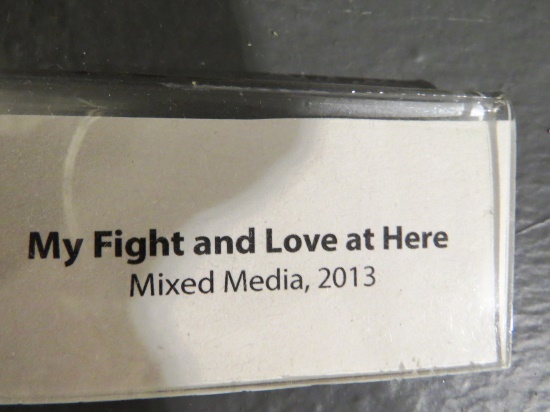 My Fight and Love at Here
Mixed Media, 2013